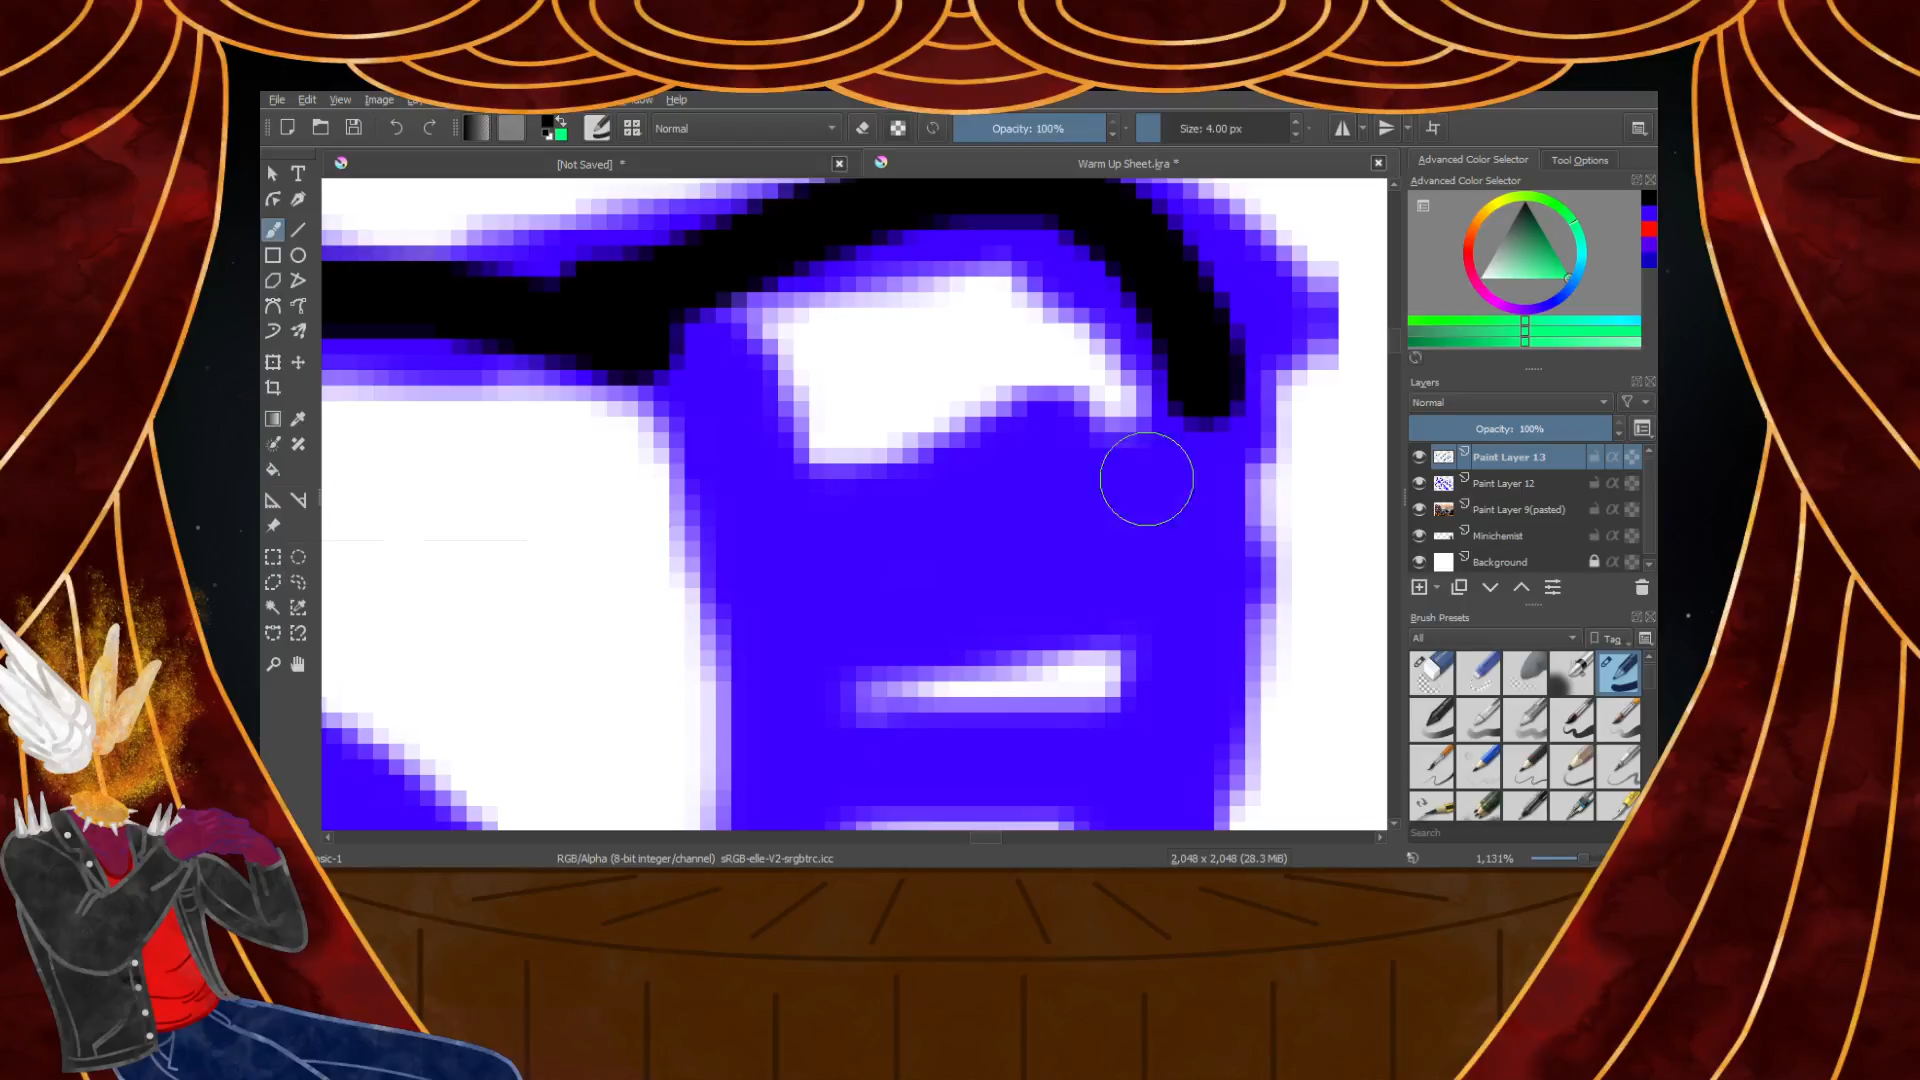 File Edit View Image Help
Normal
Opacity: 100%
Size: 4.00 px
[Not Saved] *
Warm Up Sheet.kra *
Advanced Color Selector
Tool Options
Advanced Color Selector
Layers
Normal
Opacity: 100%
Paint Layer 13
Paint Layer 12
Paint Layer 9(pasted)
Minichemist
Background
Brush Presets
All
Tag
Search
RGB/Alpha (8-bit integer/channel) sRGB-elle-V2-srgbtrc.icc
2,048 x 2,048 (28.3 MiB)
1,131%